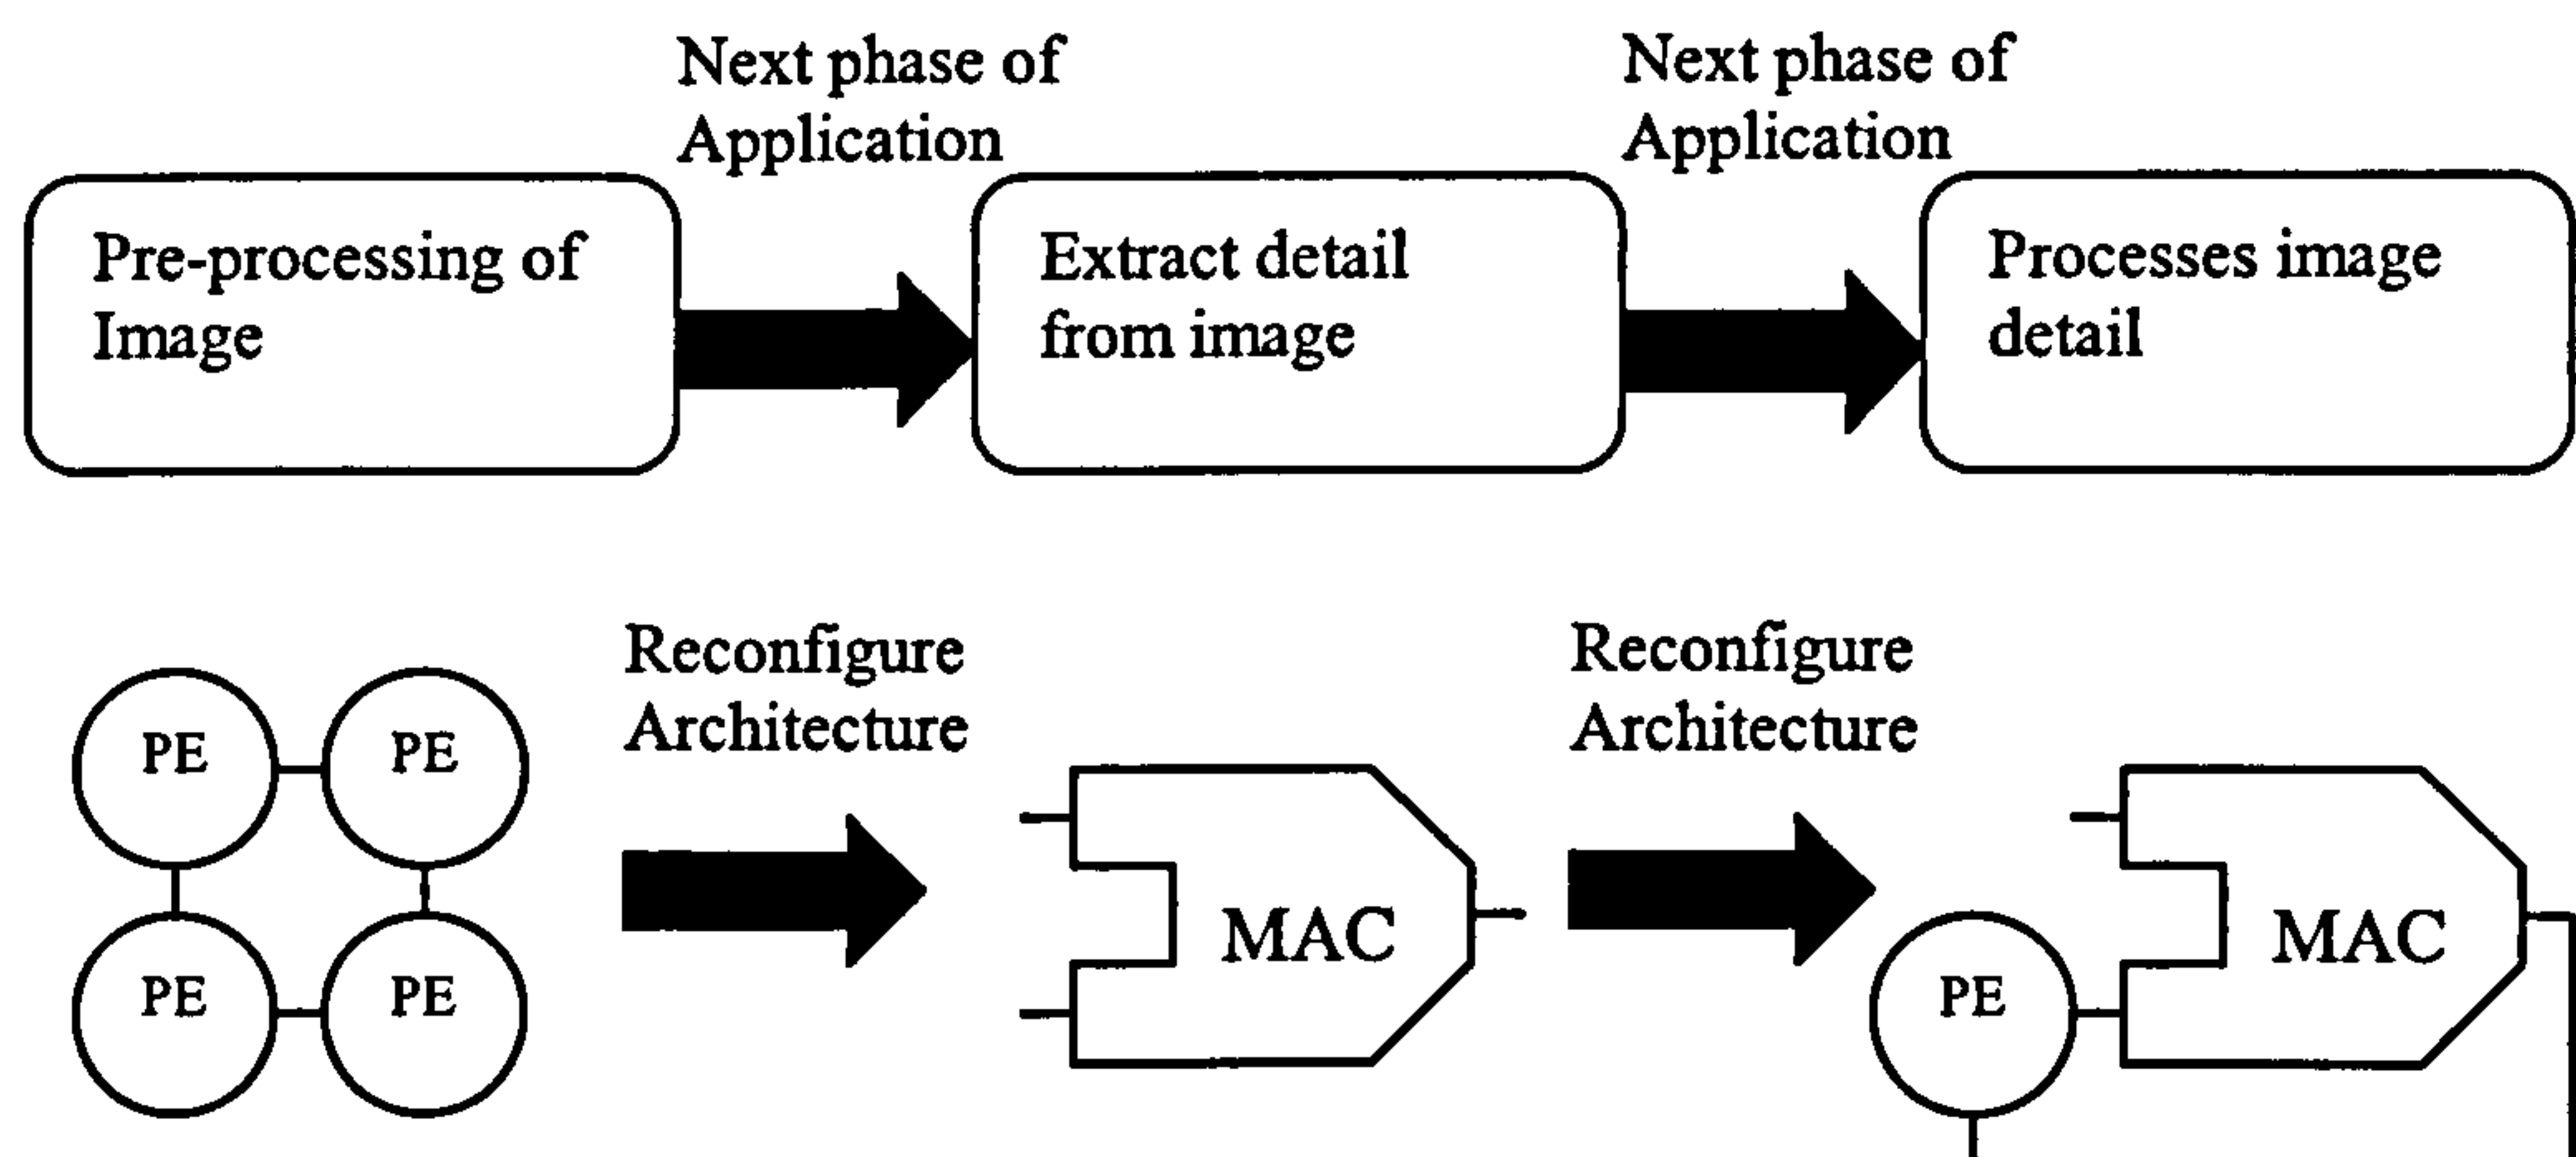 Next phase of
Application
Next phase of
Application
Pre-processing of
Image
Extract detail
from image
Processes image
detail
Reconfigure
Architecture
Reconfigure
Architecture
PE
PE
PE
PE
MAC
PE
MAC